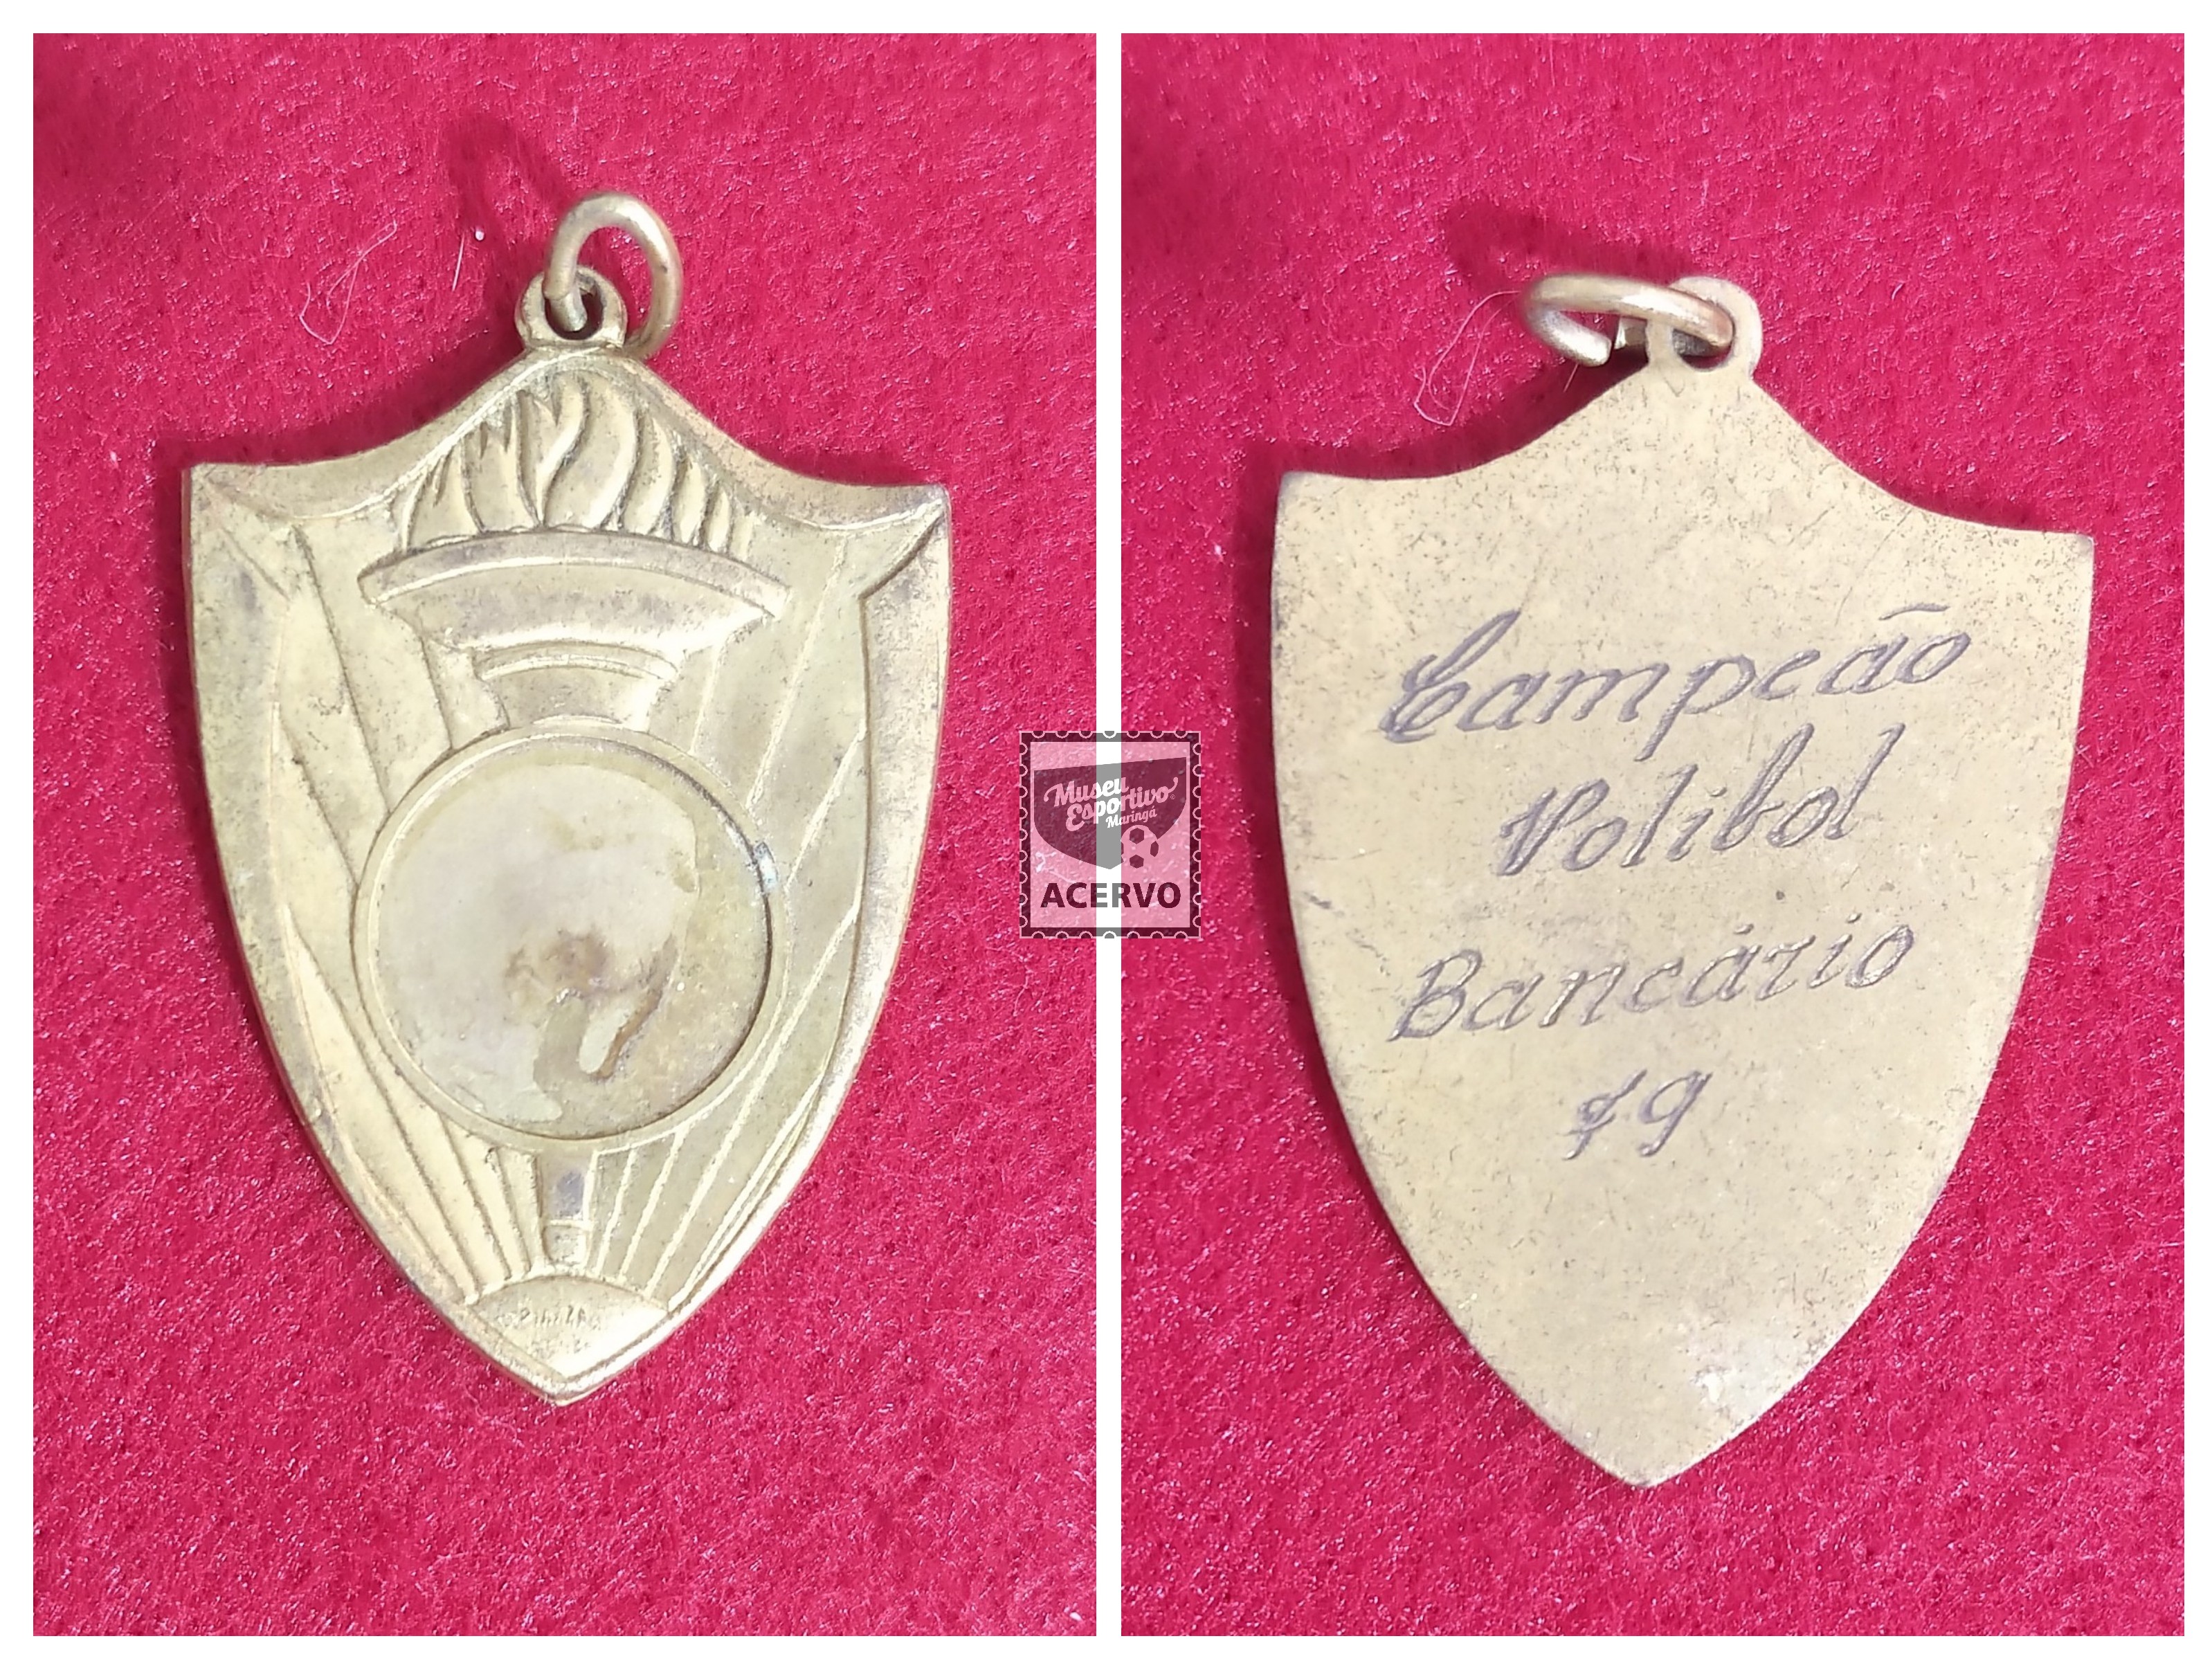 Museu
Esportivo
Maringá
ACERVO
Campeão
Volibol
Bancário
79